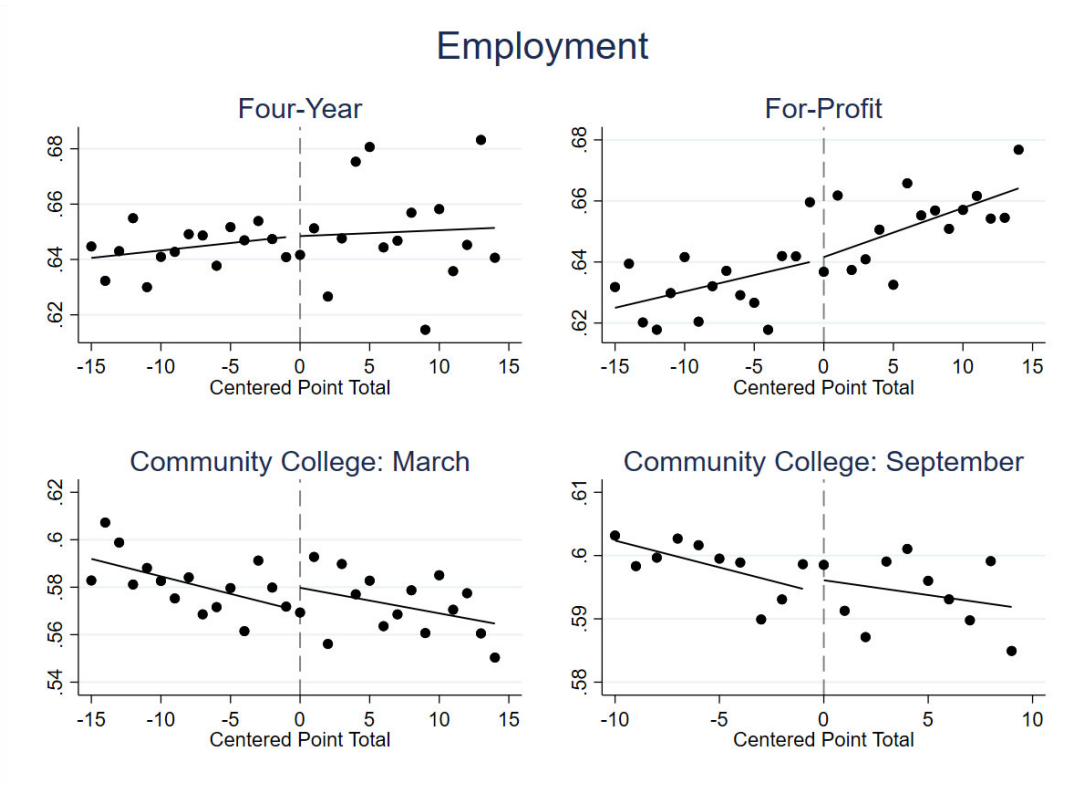 Employment
Four-Year
.68
.66
.64
.62
-15 -10 -5 0 5 10 15
Centered Point Total
For-Profit
.68
.66
.64
.62
-15 -10 -5 0 5 10 15
Centered Point Total
Community College: March
.62
.6
.58
.56
.54
-15 -10 -5 0 5 10 15
Centered Point Total
Community College: September
.61
.6
.59
.58
-10 -5 0 5 10
Centered Point Total